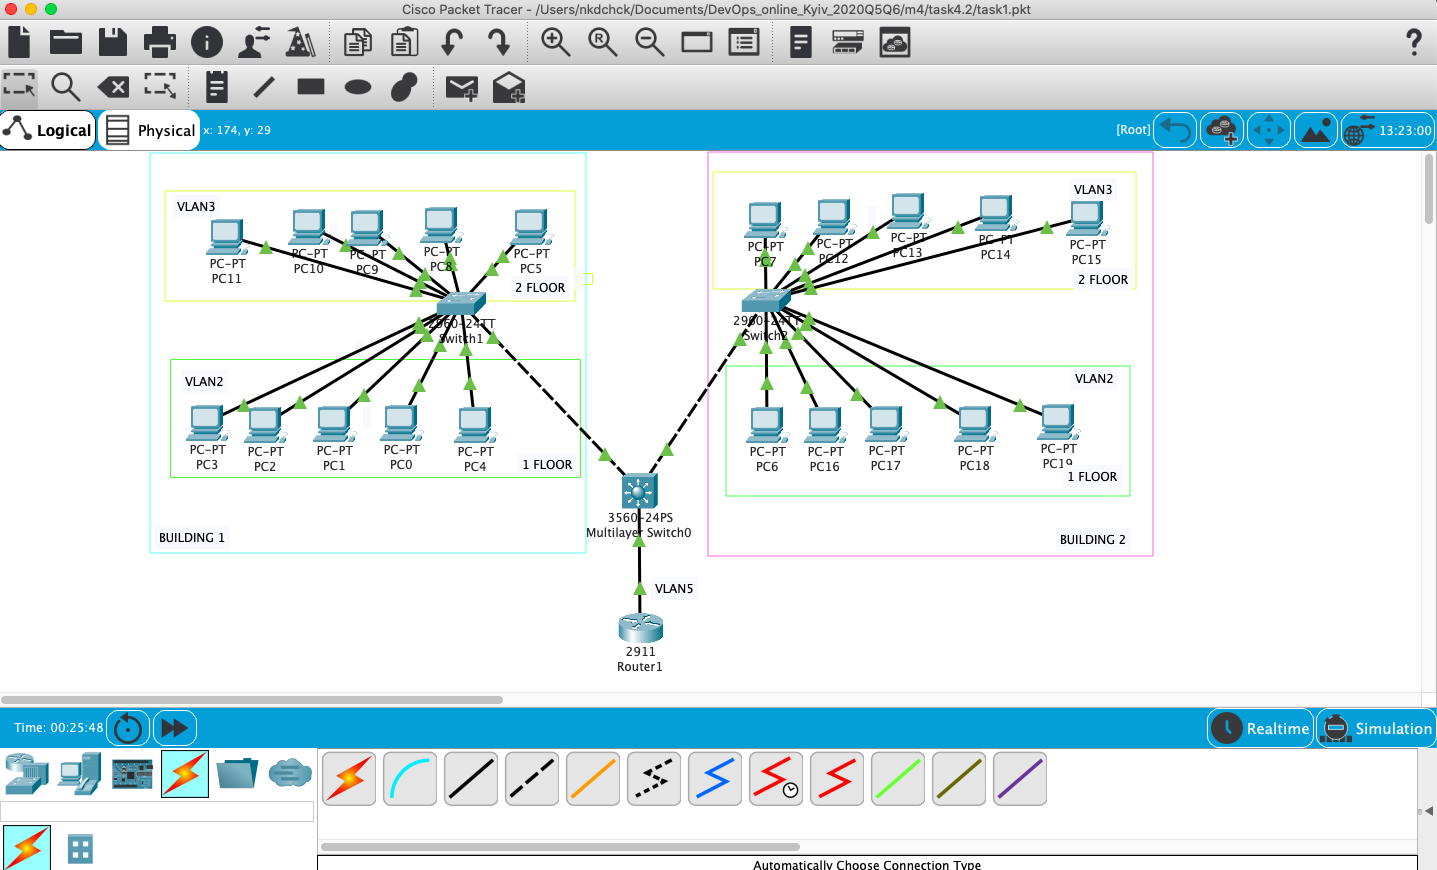 Cisco Packet Tracer - /Users/nkdchck/Documents/DevOps_online_Kyiv_2020Q5Q6/m4/task4.2/task1.pkt
Logical
Physical
x: 174, y: 29
[Root]
13:23:00
VLAN3
PC-PT
PC11
PC-PT
PC10
PC-PT
PC9
PC-PT
PC8
PC-PT
PC5
2 FLOOR
2960-24TT
Switch1
VLAN2
PC-PT
PC3
PC-PT
PC2
PC-PT
PC1
PC-PT
PC0
PC-PT
PC4
1 FLOOR
BUILDING 1
VLAN3
PC-PT
PC7
PC-PT
PC12
PC-PT
PC13
PC-PT
PC14
PC-PT
PC15
2 FLOOR
2960-24TT
Switch2
VLAN2
PC-PT
PC6
PC-PT
PC16
PC-PT
PC17
PC-PT
PC18
PC-PT
PC19
1 FLOOR
BUILDING 2
3560-24PS
Multilayer Switch0
VLAN5
2911
Router1
Time: 00:25:48
Realtime
Simulation
Automatically Choose Connection Type